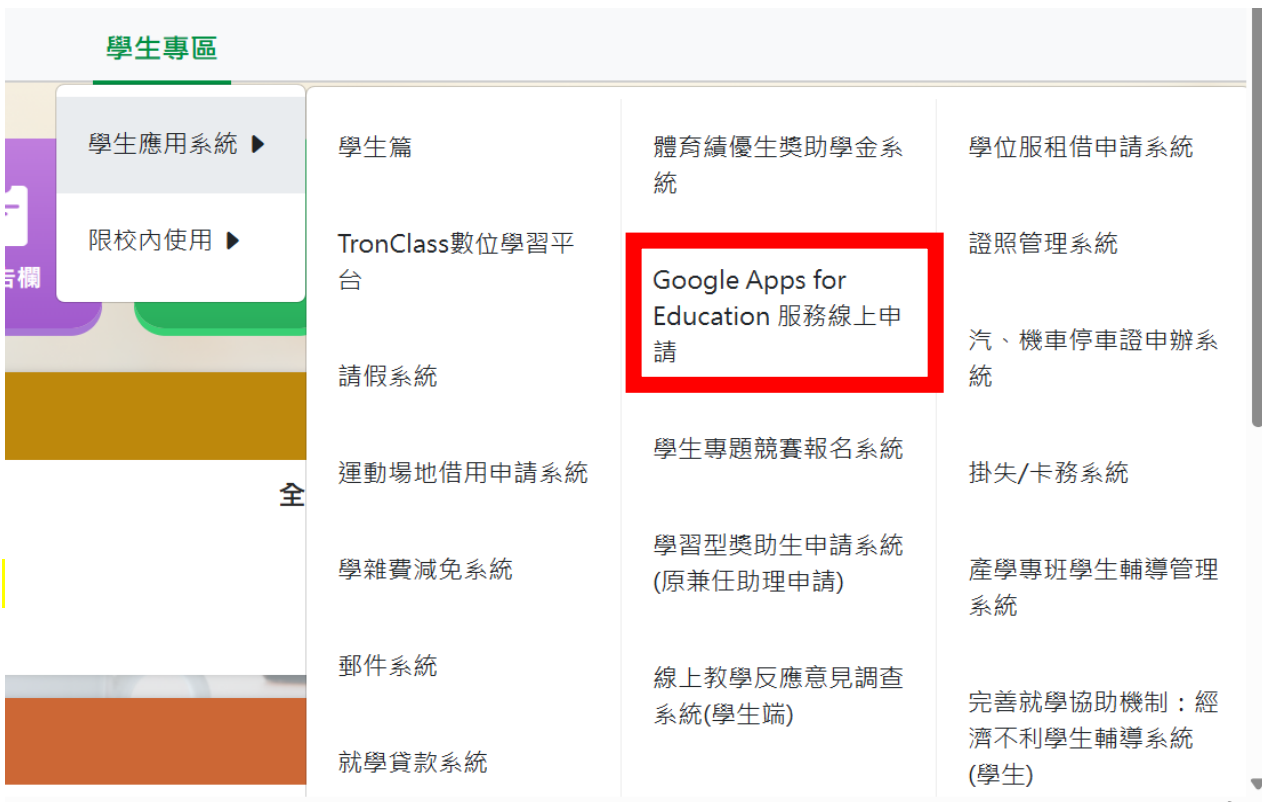 學生專區
學生應用系統
限校內使用
告欄
全
學生篇
TronClass數位學習平
台
請假系統
運動場地借用申請系統
學雜費減免系統
郵件系統
就學貸款系統
體育績優生獎助學金系
統
Google Apps for
Education 服務線上申
請
學生專題競賽報名系統
學習型獎助生申請系統
(原兼任助理申請)
線上教學反應意見調查
系統(學生端)
學位服租借申請系統
證照管理系統
汽、機車停車證申辦系
統
掛失/卡務系統
產學專班學生輔導管理
系統
完善就學協助機制：經
濟不利學生輔導系統
(學生)